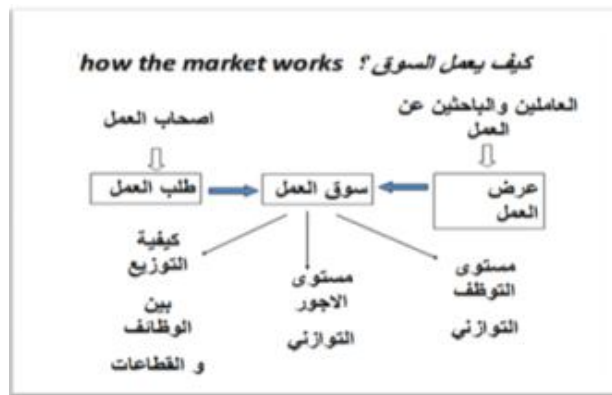 كيف يعمل السوق؟ how the market works
العاملين والباحثين عن
العمل
اصحاب العمل
عرض
العمل
سوق العمل
طلب العمل
مستوى
التوظف
التوازني
مستوى
الاجور
التوازني
كيفية
التوزيع
بين
الوظائف
و القطاعات